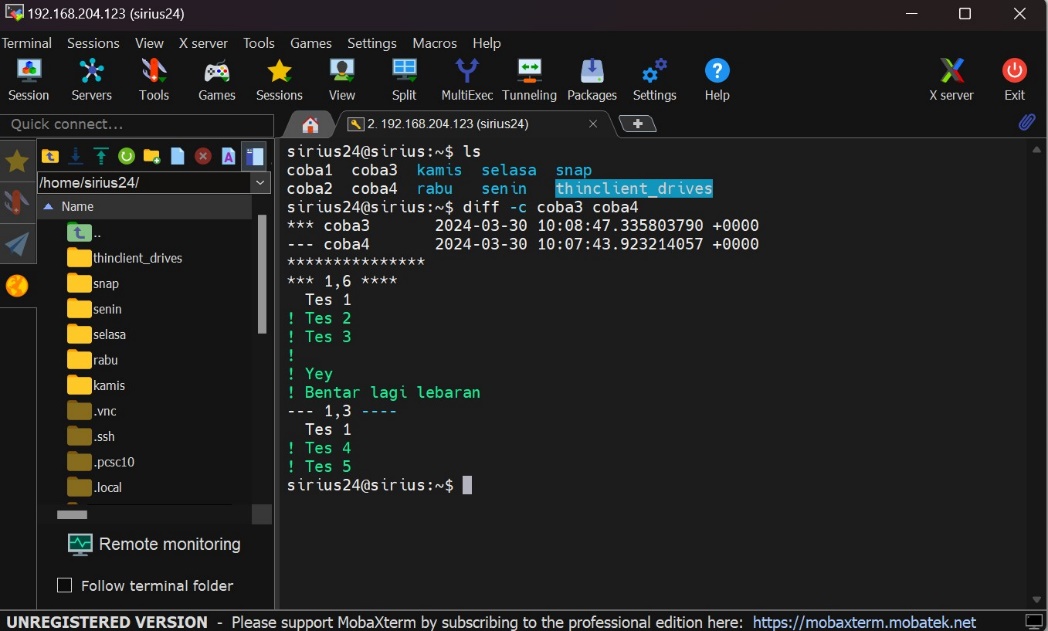 192.168.204.123 (sirius24)
Terminal Sessions View X server Tools Games Settings Macros Help
Session Servers Tools Games Sessions View Split MultiExec Tunneling Packages Settings Help X server Exit
Quick connect...
2. 192.168.204.123 (sirius24)
/home/sirius24/
Name
..
thinclient_drives
snap
senin
selasa
rabu
kamis
.vnc
.ssh
.pcsc10
.local
Remote monitoring
Follow terminal folder
sirius24@sirius:~$ ls
coba1 coba3 kamis selasa snap
coba2 coba4 rabu senin thinclient_drives
sirius24@sirius:~$ diff -c coba3 coba4
*** coba3 2024-03-30 10:08:47.335803790 +0000
--- coba4 2024-03-30 10:07:43.923214057 +0000
***************
*** 1,6 ****
Tes 1
! Tes 2
! Tes 3
!
! Yey
! Bentar lagi lebaran
--- 1,3 ----
Tes 1
! Tes 4
! Tes 5
sirius24@sirius:~$
UNREGISTERED VERSION - Please support MobaXterm by subscribing to the professional edition here: https://mobaxterm.mobatek.net